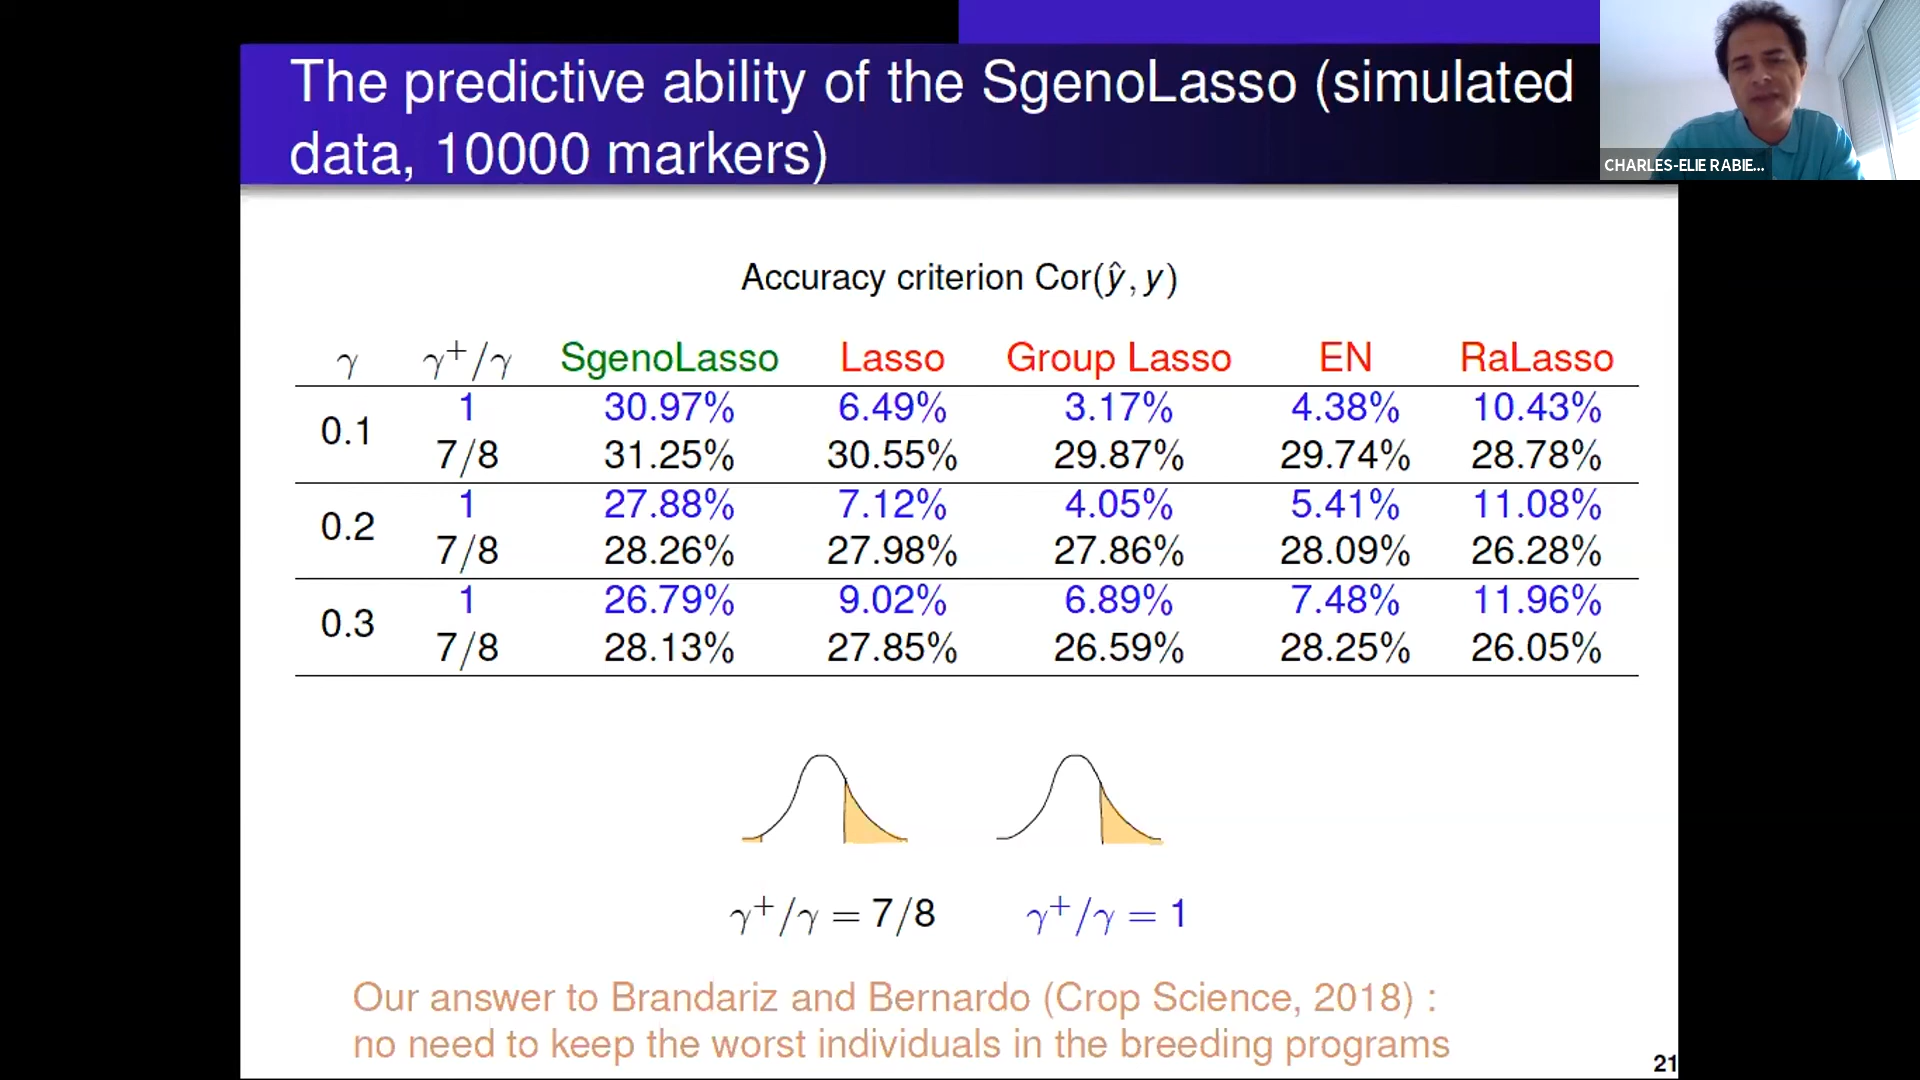 The predictive ability of the SgenoLasso (simulated
data, 10000 markers)
CHARLES-ELIE RABIE...
Accuracy criterion Cor(ŷ, y)
γ γ⁺/γ SgenoLasso Lasso Group Lasso EN RaLasso
0.1
1 30.97% 6.49% 3.17% 4.38% 10.43%
7/8 31.25% 30.55% 29.87% 29.74% 28.78%
0.2
1 27.88% 7.12% 4.05% 5.41% 11.08%
7/8 28.26% 27.98% 27.86% 28.09% 26.28%
0.3
1 26.79% 9.02% 6.89% 7.48% 11.96%
7/8 28.13% 27.85% 26.59% 28.25% 26.05%
γ⁺/γ = 7/8 γ⁺/γ = 1
Our answer to Brandariz and Bernardo (Crop Science, 2018) :
no need to keep the worst individuals in the breeding programs
21